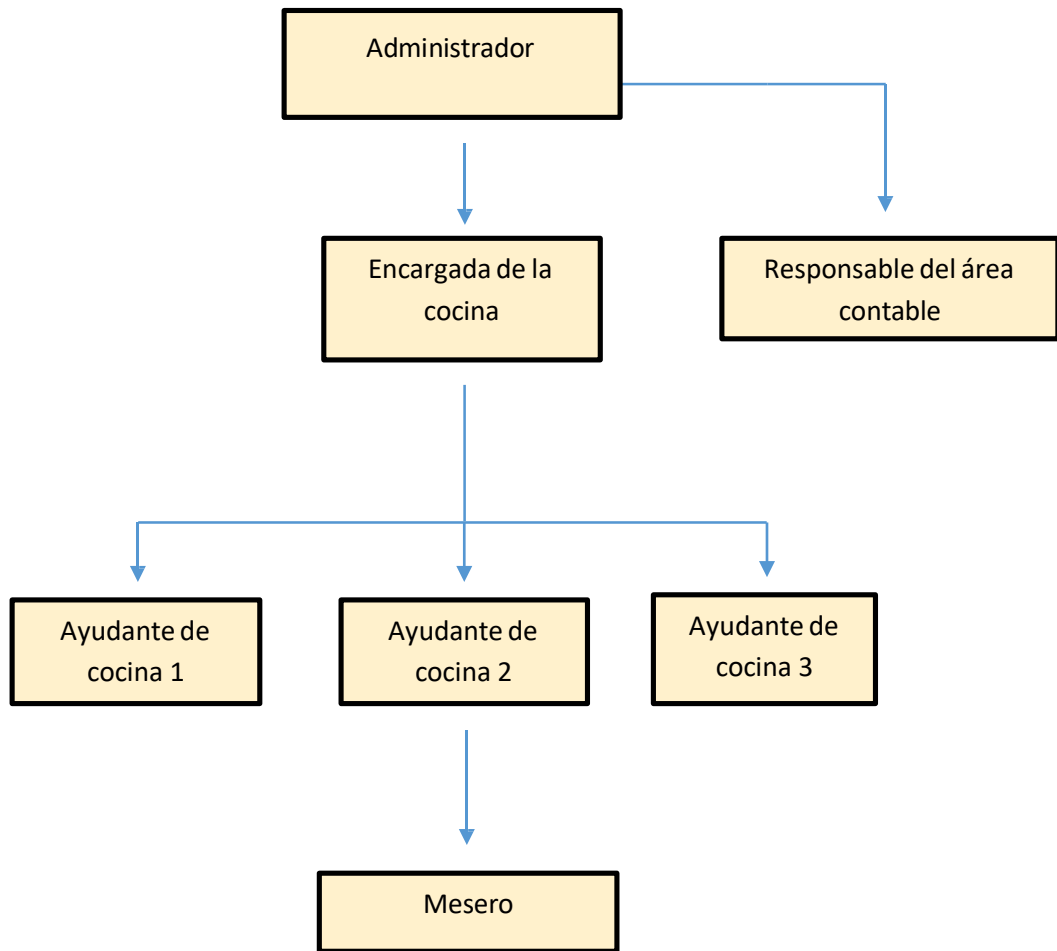 Administrador
Encargada de la
cocina
Responsable del área
contable
Ayudante de
cocina 1
Ayudante de
cocina 2
Ayudante de
cocina 3
Mesero